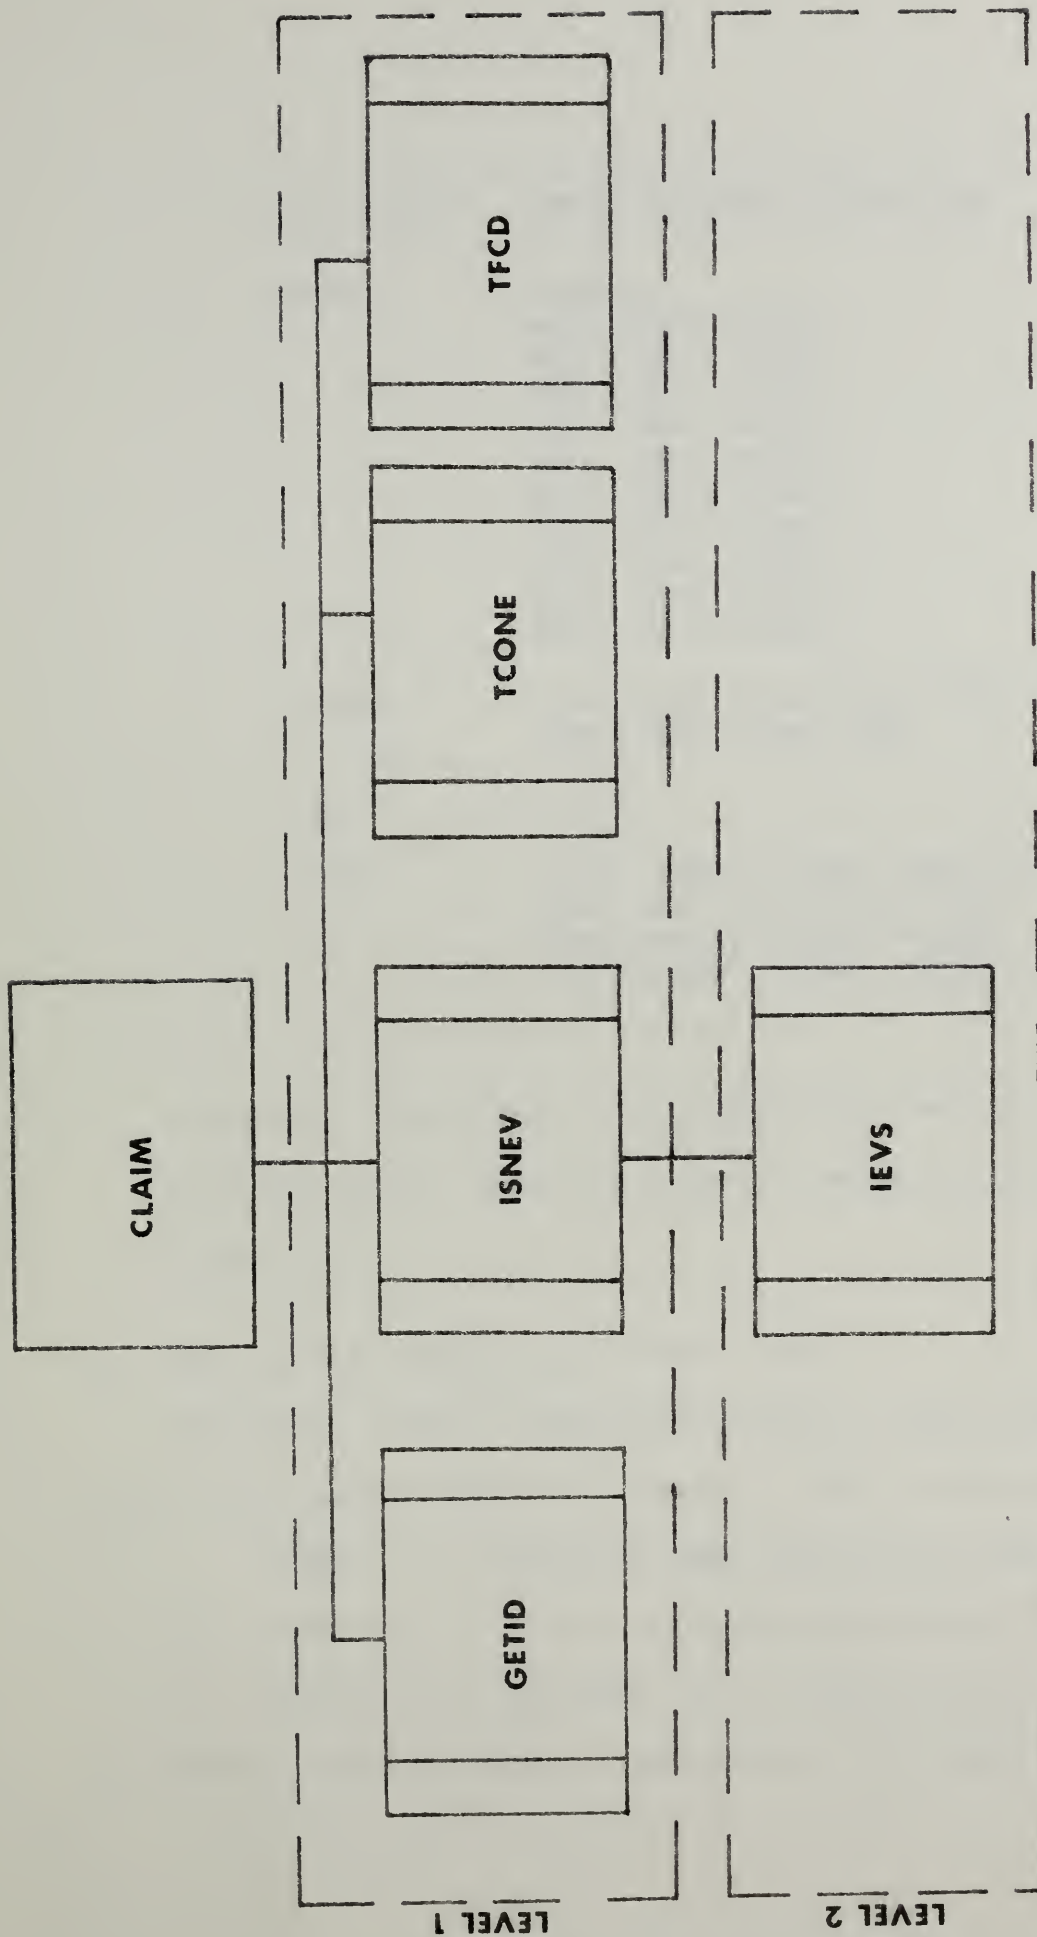 CLAIM
LEVEL 1
GETID
ISNEV
TCONE
TFCD
LEVEL 2
IEVS